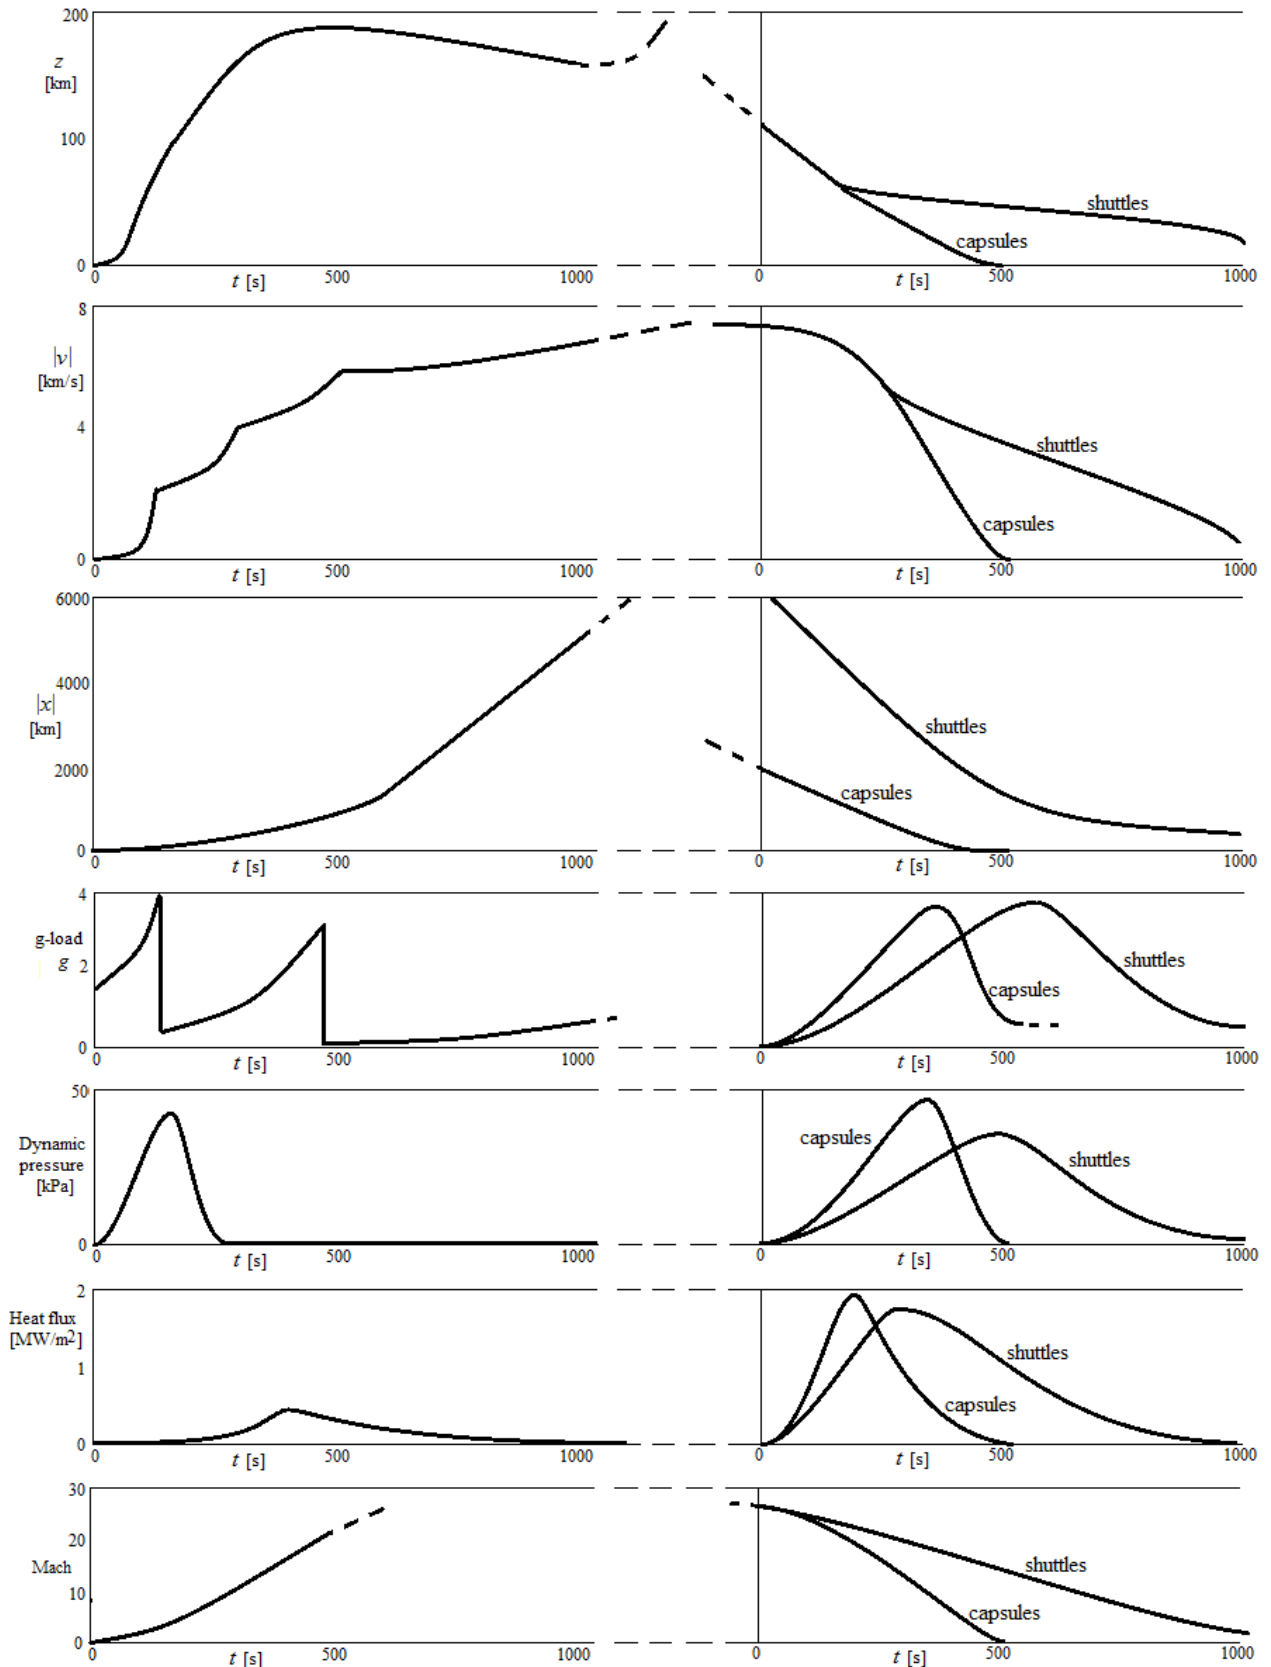 200
z
[km]
100
shuttles
capsules
0
0
500
1000
0
500
1000
t [s]
t [s]
8
|v|
[km/s]
4
shuttles
capsules
0
0
500
1000
0
500
1000
t [s]
t [s]
6000
4000
|x|
[km]
shuttles
2000
capsules
0
0
500
1000
0
500
1000
t [s]
t [s]
4
g-load
g
2
shuttles
capsules
0
0
500
1000
0
500
1000
t [s]
t [s]
50
Dynamic
pressure
[kPa]
capsules
shuttles
0
0
500
1000
0
500
1000
t [s]
t [s]
2
Heat flux
[MW/m2]
1
shuttles
capsules
0
0
500
1000
0
500
1000
t [s]
t [s]
30
20
Mach
10
shuttles
capsules
0
0
500
1000
0
500
1000
t [s]
t [s]